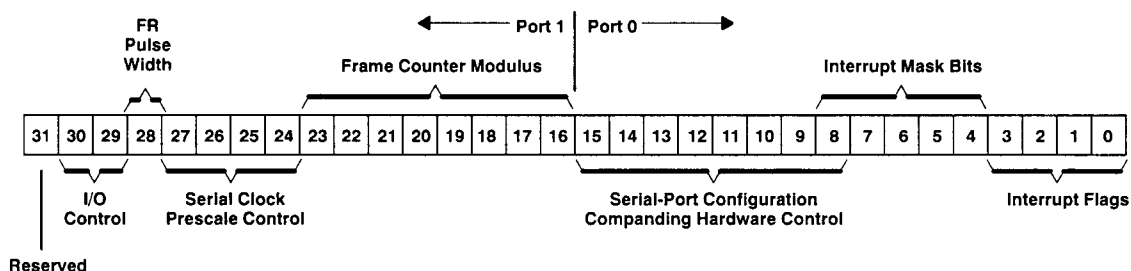 FR
Pulse
Width
Port 1
Port 0
Frame Counter Modulus
Interrupt Mask Bits
31 30 29 28 27 26 25 24 23 22 21 20 19 18 17 16 15 14 13 12 11 10 9 8 7 6 5 4 3 2 1 0
I/O
Control
Serial Clock
Prescale Control
Serial-Port Configuration
Companding Hardware Control
Interrupt Flags
Reserved